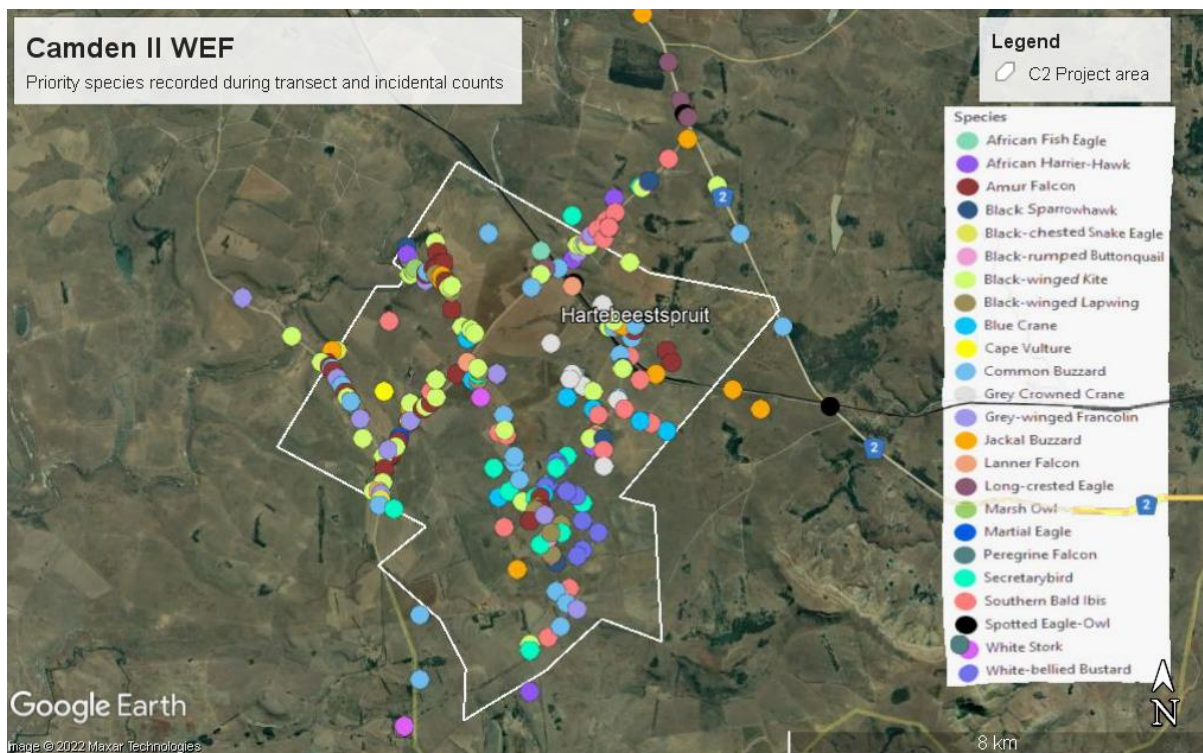 Camden II WEF
Priority species recorded during transect and incidental counts
Legend
C2 Project area
Species
African Fish Eagle
African Harrier-Hawk
Amur Falcon
Black Sparrowhawk
Black-chested Snake Eagle
Black-rumped Buttonquail
Black-winged Kite
Black-winged Lapwing
Blue Crane
Cape Vulture
Common Buzzard
Grey Crowned Crane
Grey-winged Francolin
Jackal Buzzard
Lanner Falcon
Long-crested Eagle
Marsh Owl
Martial Eagle
Peregrine Falcon
Secretarybird
Southern Bald Ibis
Spotted Eagle-Owl
White Stork
White-bellied Bustard
2
Hartebeestspruit
2
2
N
Google Earth
Image © 2022 Maxar Technologies
8 km